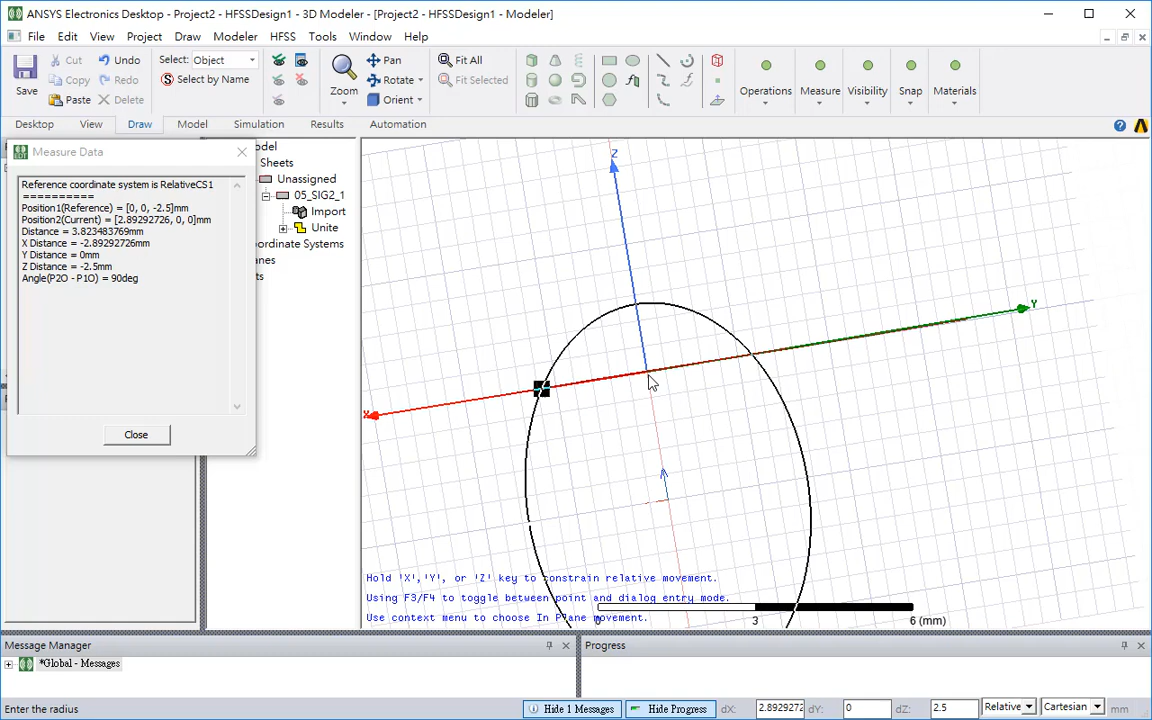 ANSYS Electronics Desktop - Project2 - HFSSDesign1 - 3D Modeler - [Project2 - HFSSDesign1 - Modeler]
File Edit View Project Draw Modeler HFSS Tools Window Help
Save
Cut Undo
Copy Redo
Paste Delete
Select: Object
Select by Name
Zoom
Pan
Rotate
Orient
Fit All
Fit Selected
Operations Measure Visibility Snap Materials
Desktop View Draw Model Simulation Results Automation
Measure Data
Reference coordinate system is RelativeCS1
==========
Position1(Reference) = [0, 0, -2.5]mm
Position2(Current) = [2.89292726, 0, 0]mm
Distance = 3.823483769mm
X Distance = -2.89292726mm
Y Distance = 0mm
Z Distance = -2.5mm
Angle(P2O - P1O) = 90deg
Close
odel
Sheets
Unassigned
05_SIG2_1
Import
Unite
oordinate Systems
anes
ts
Z
Y
X
Hold 'X','Y', or 'Z' key to constrain relative movement.
Using F3/F4 to toggle between point and dialog entry mode.
Use context menu to choose In Plane movement.
0 3 6 (mm)
Message Manager
*Global - Messages
Progress
Enter the radius
Hide 1 Messages Hide Progress dX: 2.8929272 dY: 0 dZ: 2.5 Relative Cartesian mm